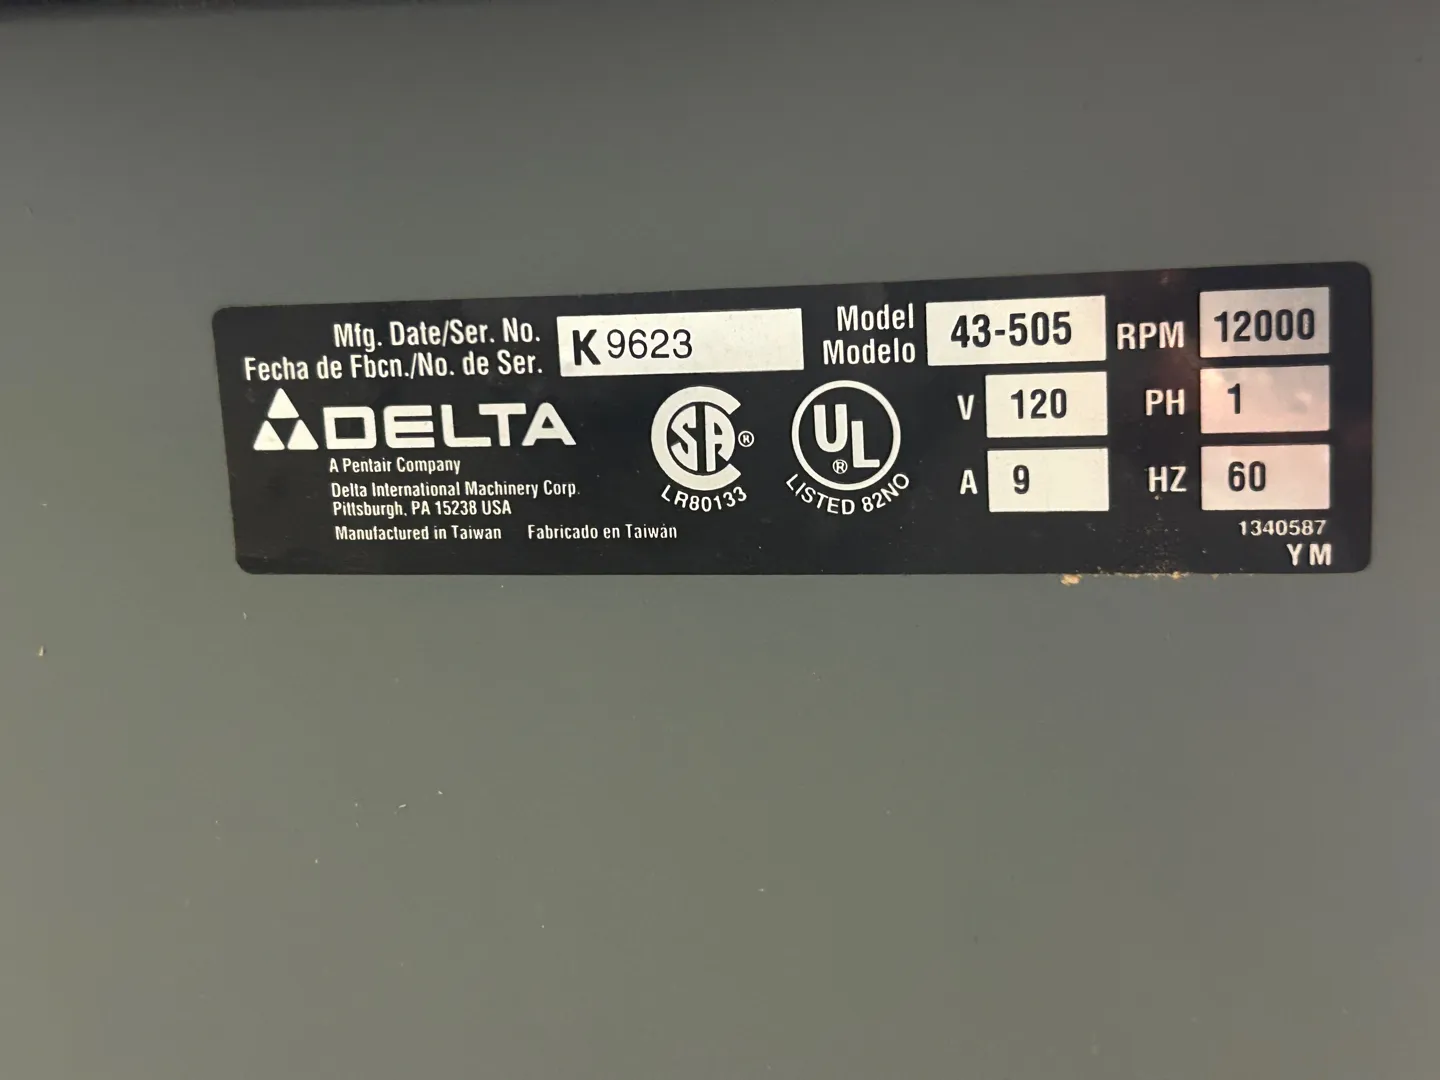 Mfg. Date/Ser. No.
Fecha de Fbcn./No. de Ser.
K 9623
Model
Modelo
43-505
RPM 12000
V 120
PH 1
A 9
HZ 60
DELTA
A Pentair Company
Delta International Machinery Corp.
Pittsburgh, PA 15238 USA
Manufactured in Taiwan Fabricado en Taiwán
SA ®
LR80133
UL ®
LISTED 82NO
1340587
YM